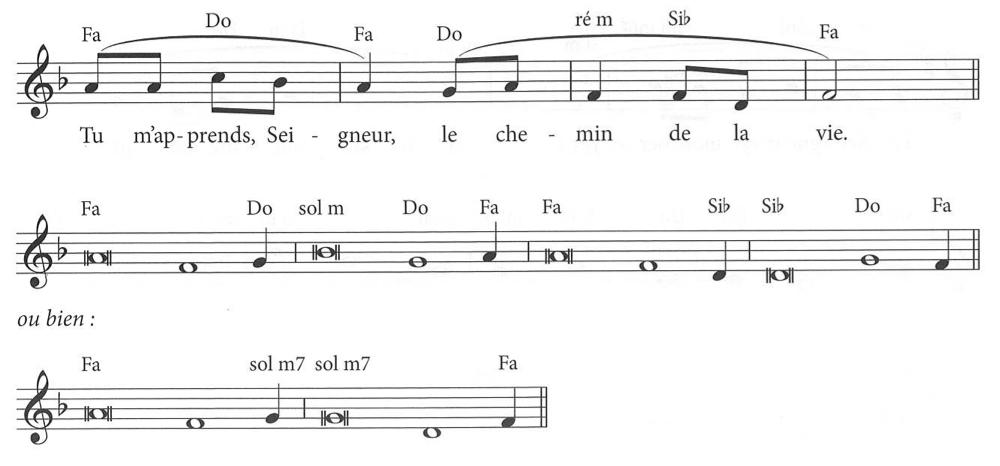 Fa Do Fa Do ré m Si♭ Fa
Tu m'ap-prends, Sei - gneur, le che - min de la vie.
Fa Do sol m Do Fa Fa Si♭ Si♭ Do Fa
ou bien :
Fa sol m7 sol m7 Fa